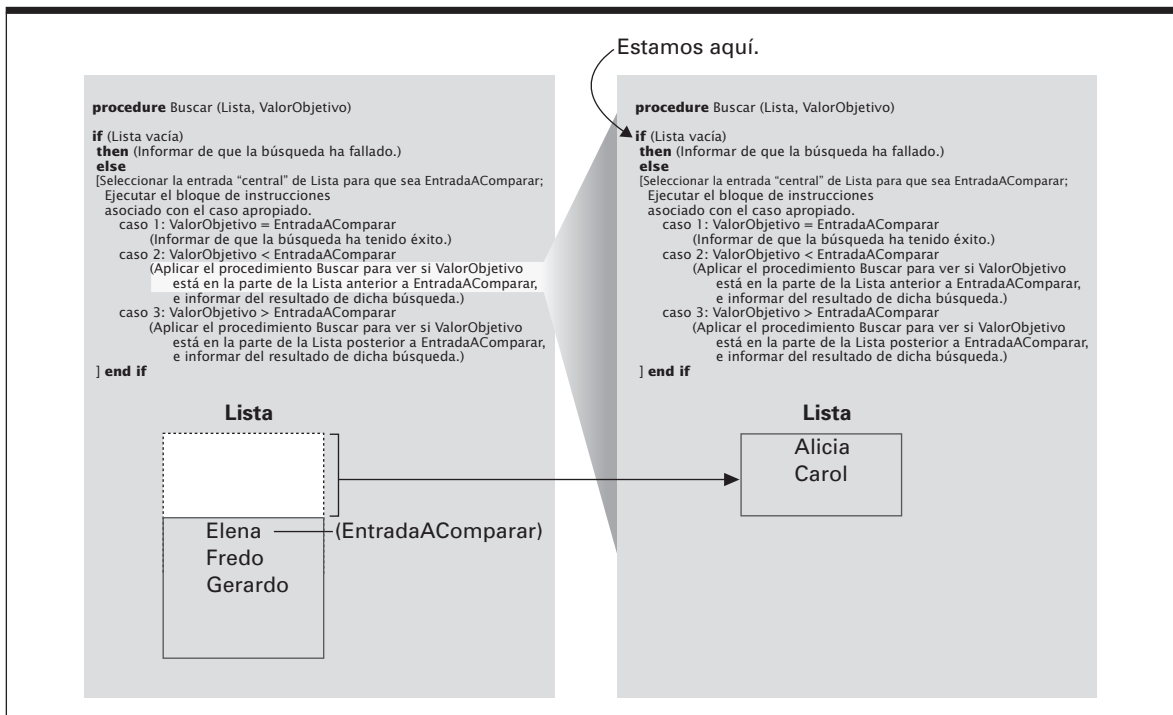 Estamos aquí.
procedure Buscar (Lista, ValorObjetivo)
if (Lista vacía)
then (Informar de que la búsqueda ha fallado.)
else
[Seleccionar la entrada “central” de Lista para que sea EntradaAComparar;
Ejecutar el bloque de instrucciones
asociado con el caso apropiado.
caso 1: ValorObjetivo = EntradaAComparar
(Informar de que la búsqueda ha tenido éxito.)
caso 2: ValorObjetivo < EntradaAComparar
(Aplicar el procedimiento Buscar para ver si ValorObjetivo
está en la parte de la Lista anterior a EntradaAComparar,
e informar del resultado de dicha búsqueda.)
caso 3: ValorObjetivo > EntradaAComparar
(Aplicar el procedimiento Buscar para ver si ValorObjetivo
está en la parte de la Lista posterior a EntradaAComparar,
e informar del resultado de dicha búsqueda.)
] end if
Lista
Elena
(EntradaAComparar)
Fredo
Gerardo
procedure Buscar (Lista, ValorObjetivo)
if (Lista vacía)
then (Informar de que la búsqueda ha fallado.)
else
[Seleccionar la entrada “central” de Lista para que sea EntradaAComparar;
Ejecutar el bloque de instrucciones
asociado con el caso apropiado.
caso 1: ValorObjetivo = EntradaAComparar
(Informar de que la búsqueda ha tenido éxito.)
caso 2: ValorObjetivo < EntradaAComparar
(Aplicar el procedimiento Buscar para ver si ValorObjetivo
está en la parte de la Lista anterior a EntradaAComparar,
e informar del resultado de dicha búsqueda.)
caso 3: ValorObjetivo > EntradaAComparar
(Aplicar el procedimiento Buscar para ver si ValorObjetivo
está en la parte de la Lista posterior a EntradaAComparar,
e informar del resultado de dicha búsqueda.)
] end if
Lista
Alicia
Carol